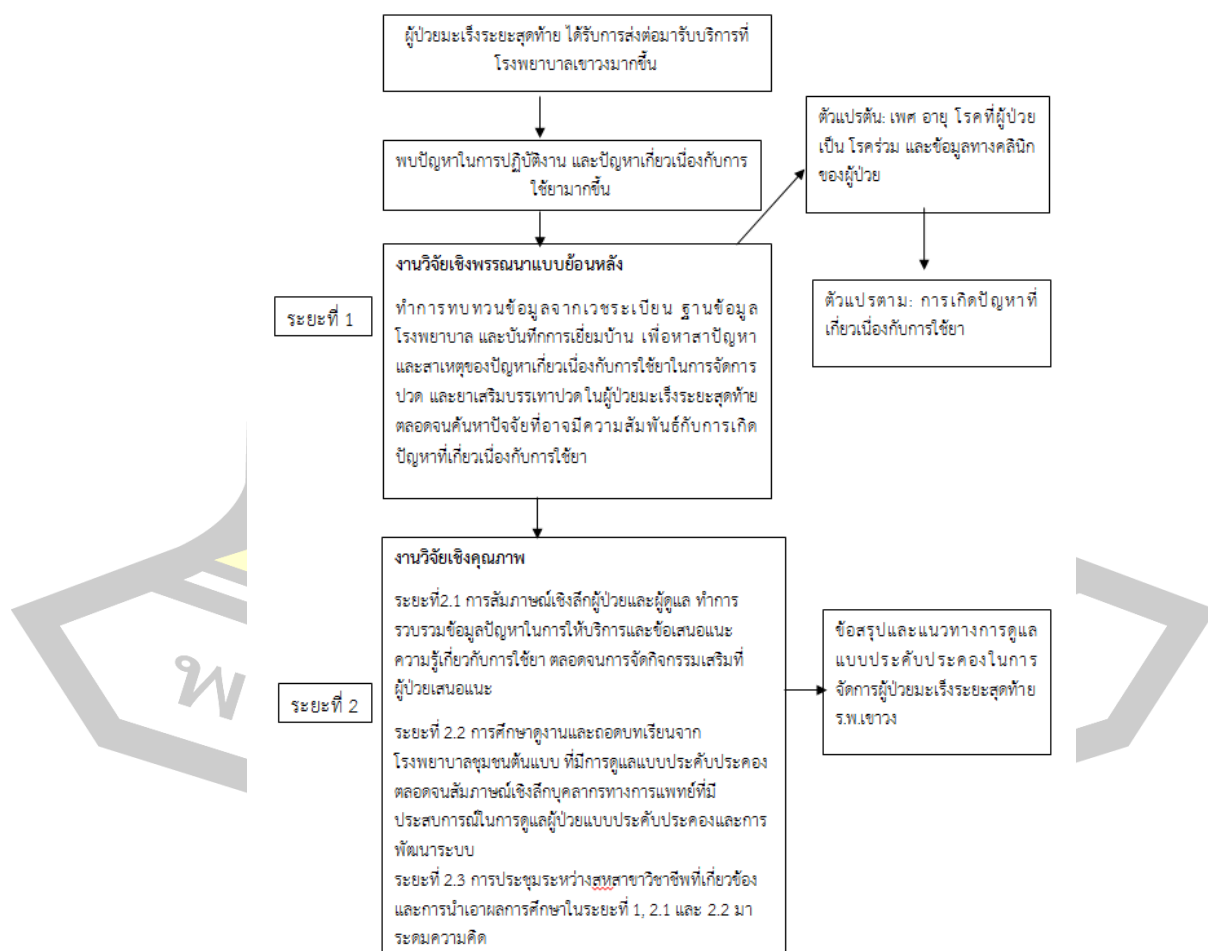 ผู้ป่วยมะเร็งระยะสุดท้าย ได้รับการส่งต่อมารับบริการที่
โรงพยาบาลเขาวงมากขึ้น
พบปัญหาในการปฏิบัติงาน และปัญหาเกี่ยวเนื่องกับการ
ใช้ยามากขึ้น
ตัวแปรต้น: เพศ อายุ โรคที่ผู้ป่วย
เป็น โรคร่วม และข้อมูลทางคลินิก
ของผู้ป่วย
ตัวแปรตาม: การเกิดปัญหาที่
เกี่ยวเนื่องกับการใช้ยา
ระยะที่ 1
งานวิจัยเชิงพรรณนาแบบย้อนหลัง
ทำการทบทวนข้อมูลจากเวชระเบียน ฐานข้อมูล
โรงพยาบาล และบันทึกการเยี่ยมบ้าน เพื่อหาสาปัญหา
และสาเหตุของปัญหาเกี่ยวเนื่องกับการใช้ยาในการจัดการ
ปวด และยาเสริมบรรเทาปวด ในผู้ป่วยมะเร็งระยะสุดท้าย
ตลอดจนค้นหาปัจจัยที่อาจมีความสัมพันธ์กับการเกิด
ปัญหาที่เกี่ยวเนื่องกับการใช้ยา
ระยะที่ 2
งานวิจัยเชิงคุณภาพ
ระยะที่2.1 การสัมภาษณ์เชิงลึกผู้ป่วยและผู้ดูแล ทำการ
รวบรวมข้อมูลปัญหาในการให้บริการและข้อเสนอแนะ
ความรู้เกี่ยวกับการใช้ยา ตลอดจนการจัดกิจกรรมเสริมที่
ผู้ป่วยเสนอแนะ
ระยะที่ 2.2 การศึกษาดูงานและถอดบทเรียนจาก
โรงพยาบาลชุมชนต้นแบบ ที่มีการดูแลแบบประคับประคอง
ตลอดจนสัมภาษณ์เชิงลึกบุคลากรทางการแพทย์ที่มี
ประสบการณ์ในการดูแลผู้ป่วยแบบประคับประคองและการ
พัฒนาระบบ
ระยะที่ 2.3 การประชุมระหว่างสหสาขาวิชาชีพที่เกี่ยวข้อง
และการนำเอาผลการศึกษาในระยะที่ 1, 2.1 และ 2.2 มา
ระดมความคิด
ข้อสรุปและแนวทางการดูแล
แบบประคับประคองในการ
จัดการผู้ป่วยมะเร็งระยะสุดท้าย
ร.พ.เขาวง